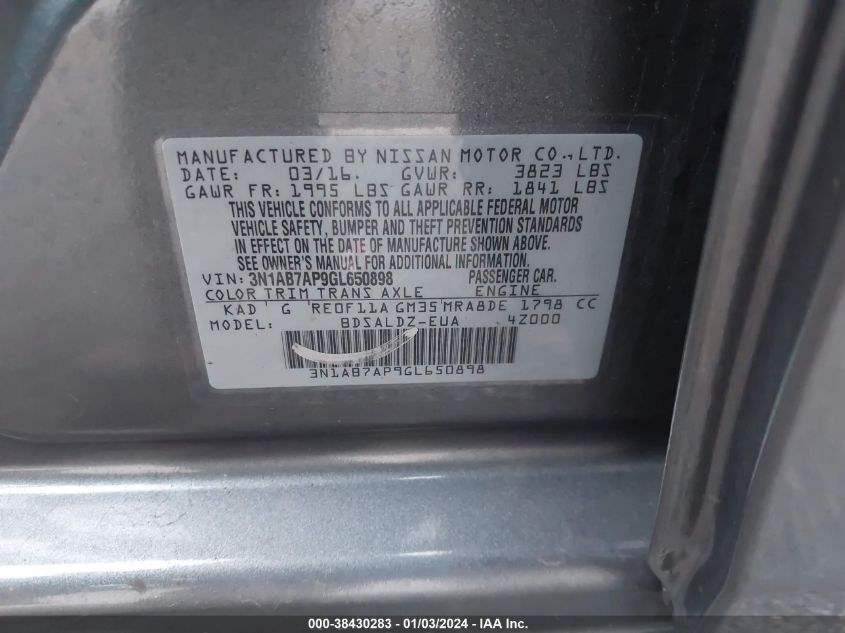 MANUFACTURED BY NISSAN MOTOR CO., LTD.
DATE: 03/16. GVWR: 3823 LBS
GAWR FR: 1995 LBS GAWR RR: 1841 LBS
THIS VEHICLE CONFORMS TO ALL APPLICABLE FEDERAL MOTOR
VEHICLE SAFETY, BUMPER AND THEFT PREVENTION STANDARDS
IN EFFECT ON THE DATE OF MANUFACTURE SHOWN ABOVE.
SEE OWNER'S MANUAL FOR ADDITIONAL INFORMATION.
VIN: 3N1AB7AP9GL650898 PASSENGER CAR.
COLOR TRIM TRANS AXLE ENGINE
KAD G RE0F11A GM35 MRA8DE 1798 CC
MODEL: BDSALDZ-EUA 4Z000
3N1AB7AP9GL650898
000-38430283 - 01/03/2024 - IAA Inc.